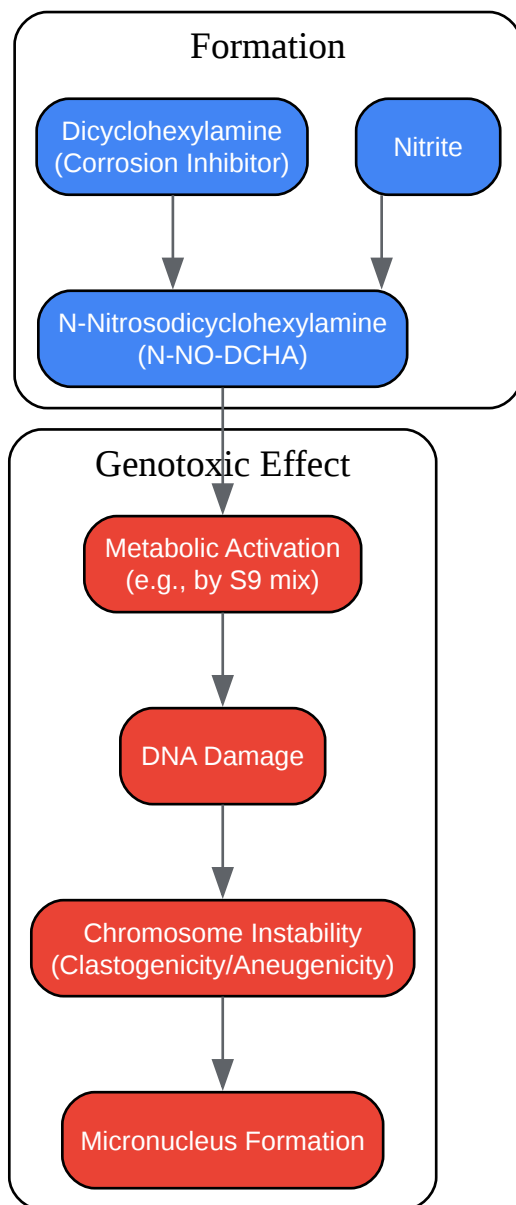 Formation
Dicyclohexylamine
(Corrosion Inhibitor)
Nitrite
N-Nitrosodicyclohexylamine
(N-NO-DCHA)
Genotoxic Effect
Metabolic Activation
(e.g., by S9 mix)
DNA Damage
Chromosome Instability
(Clastogenicity/Aneugenicity)
Micronucleus Formation